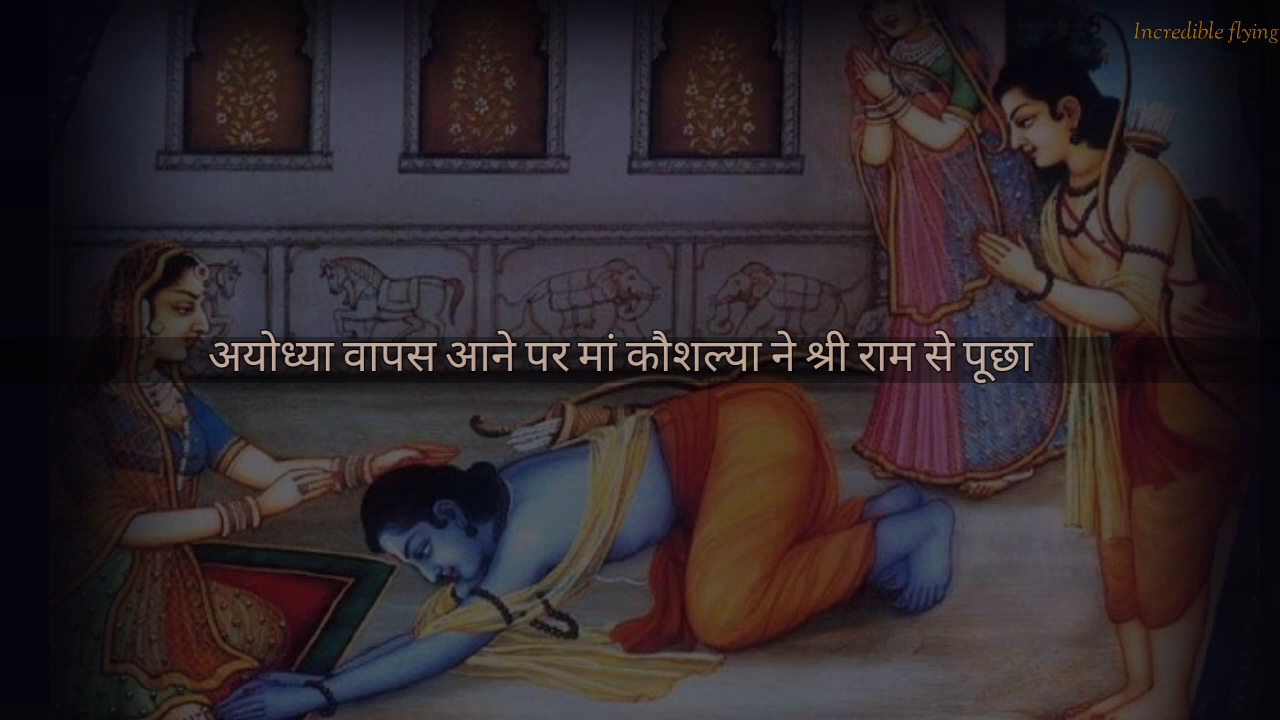 Incredible flying
अयोध्या वापस आने पर मां कौशल्या ने श्री राम से पूछा